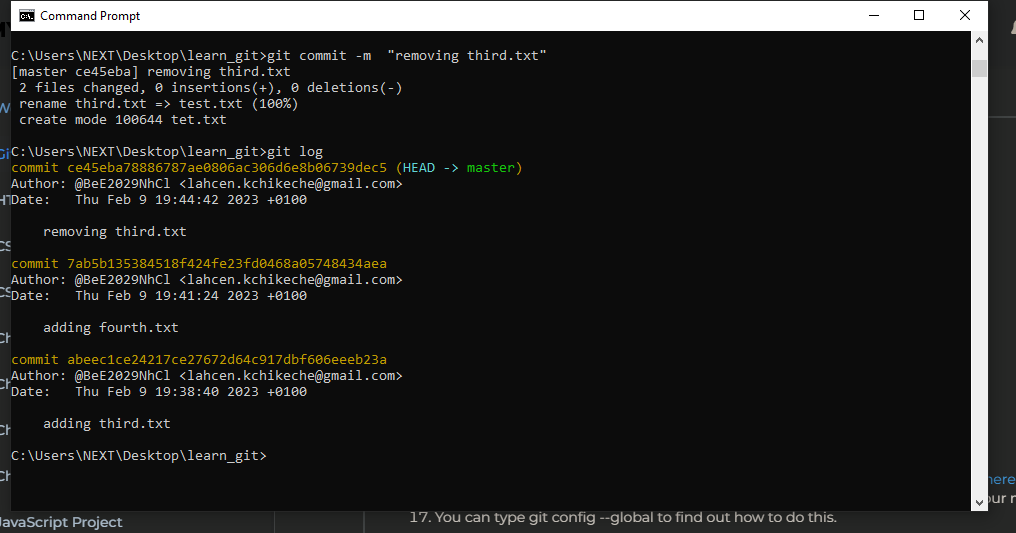 Command Prompt
C:\Users\NEXT\Desktop\learn_git>git commit -m  "removing third.txt"
[master ce45eba] removing third.txt
 2 files changed, 0 insertions(+), 0 deletions(-)
 rename third.txt => test.txt (100%)
 create mode 100644 tet.txt
C:\Users\NEXT\Desktop\learn_git>git log
commit ce45eba78886787ae0806ac306d6e8b06739dec5 (HEAD -> master)
Author: @BeE2029NhCl <lahcen.kchikeche@gmail.com>
Date:   Thu Feb 9 19:44:42 2023 +0100
    removing third.txt
commit 7ab5b135384518f424fe23fd0468a05748434aea
Author: @BeE2029NhCl <lahcen.kchikeche@gmail.com>
Date:   Thu Feb 9 19:41:24 2023 +0100
    adding fourth.txt
commit abeec1ce24217ce27672d64c917dbf606eeeb23a
Author: @BeE2029NhCl <lahcen.kchikeche@gmail.com>
Date:   Thu Feb 9 19:38:40 2023 +0100
    adding third.txt
C:\Users\NEXT\Desktop\learn_git>
JavaScript Project
17. You can type git config --global to find out how to do this.